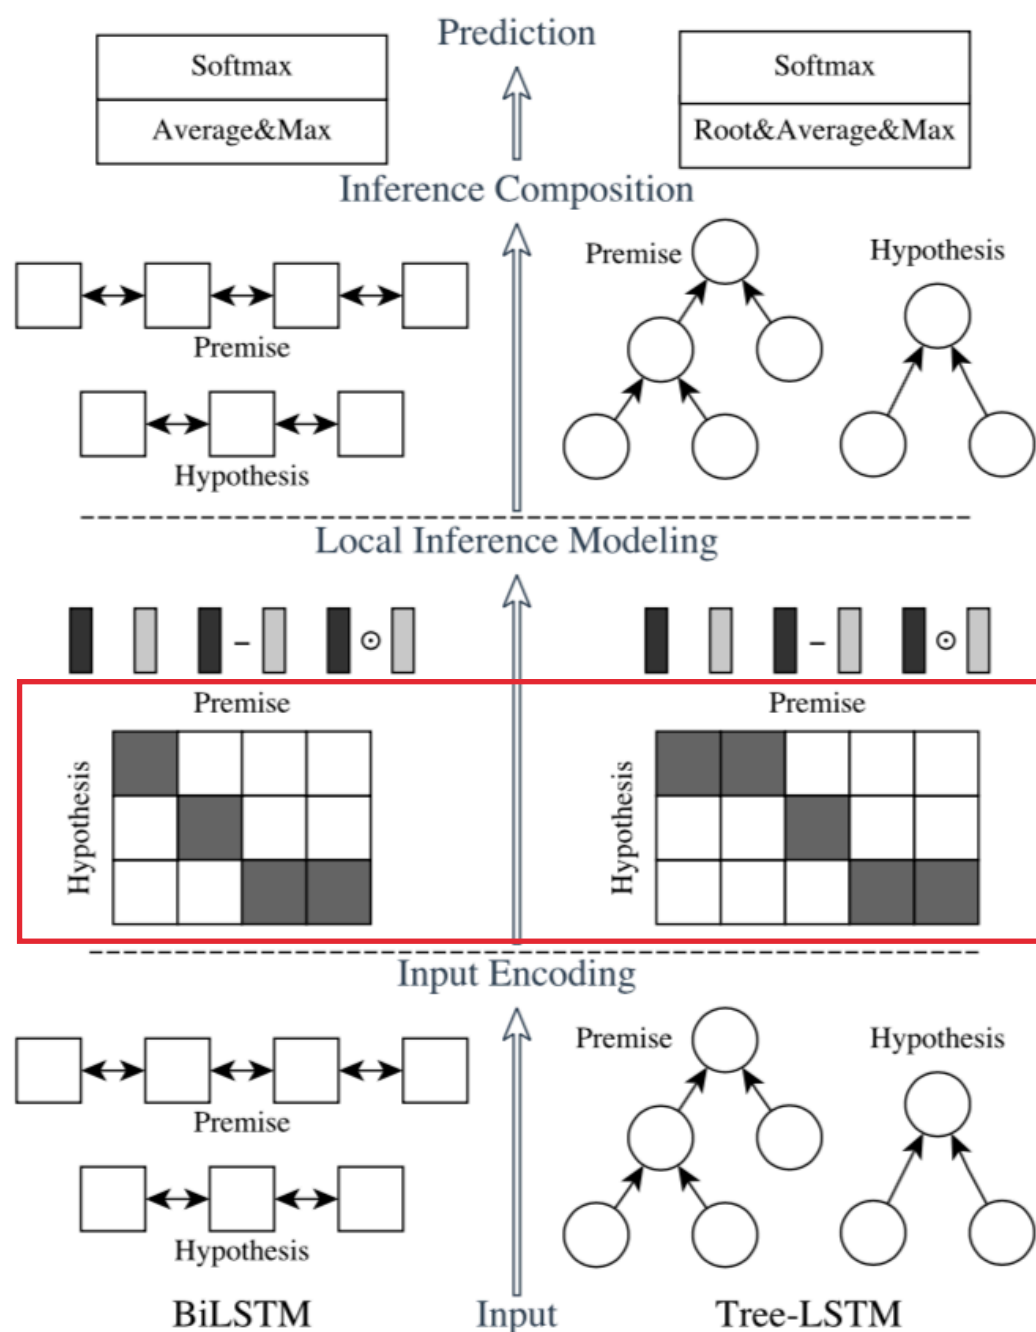 Prediction
Softmax
Average&Max
Softmax
Root&Average&Max
Inference Composition
Premise
Hypothesis
Premise
Hypothesis
Local Inference Modeling
– ⊙
– ⊙
Premise
Hypothesis
Premise
Hypothesis
Input Encoding
Premise
Hypothesis
Premise
Hypothesis
BiLSTM
Input
Tree-LSTM